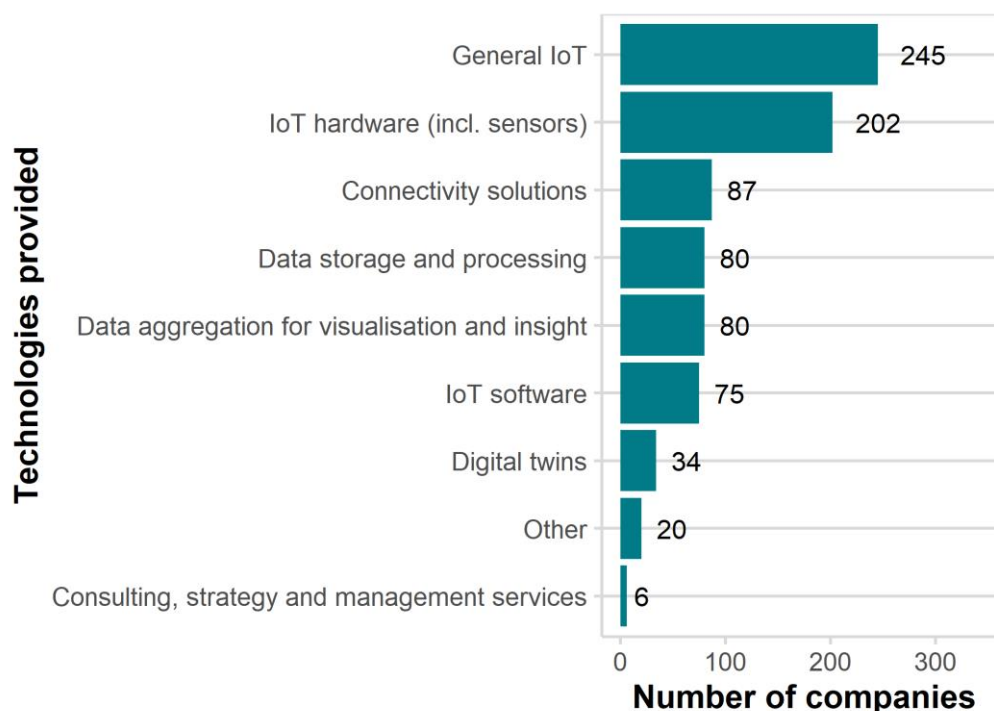 Technologies provided
General IoT
245
IoT hardware (incl. sensors)
202
Connectivity solutions
87
Data storage and processing
80
Data aggregation for visualisation and insight
80
IoT software
75
Digital twins
34
Other
20
Consulting, strategy and management services
6
0 100 200 300
Number of companies